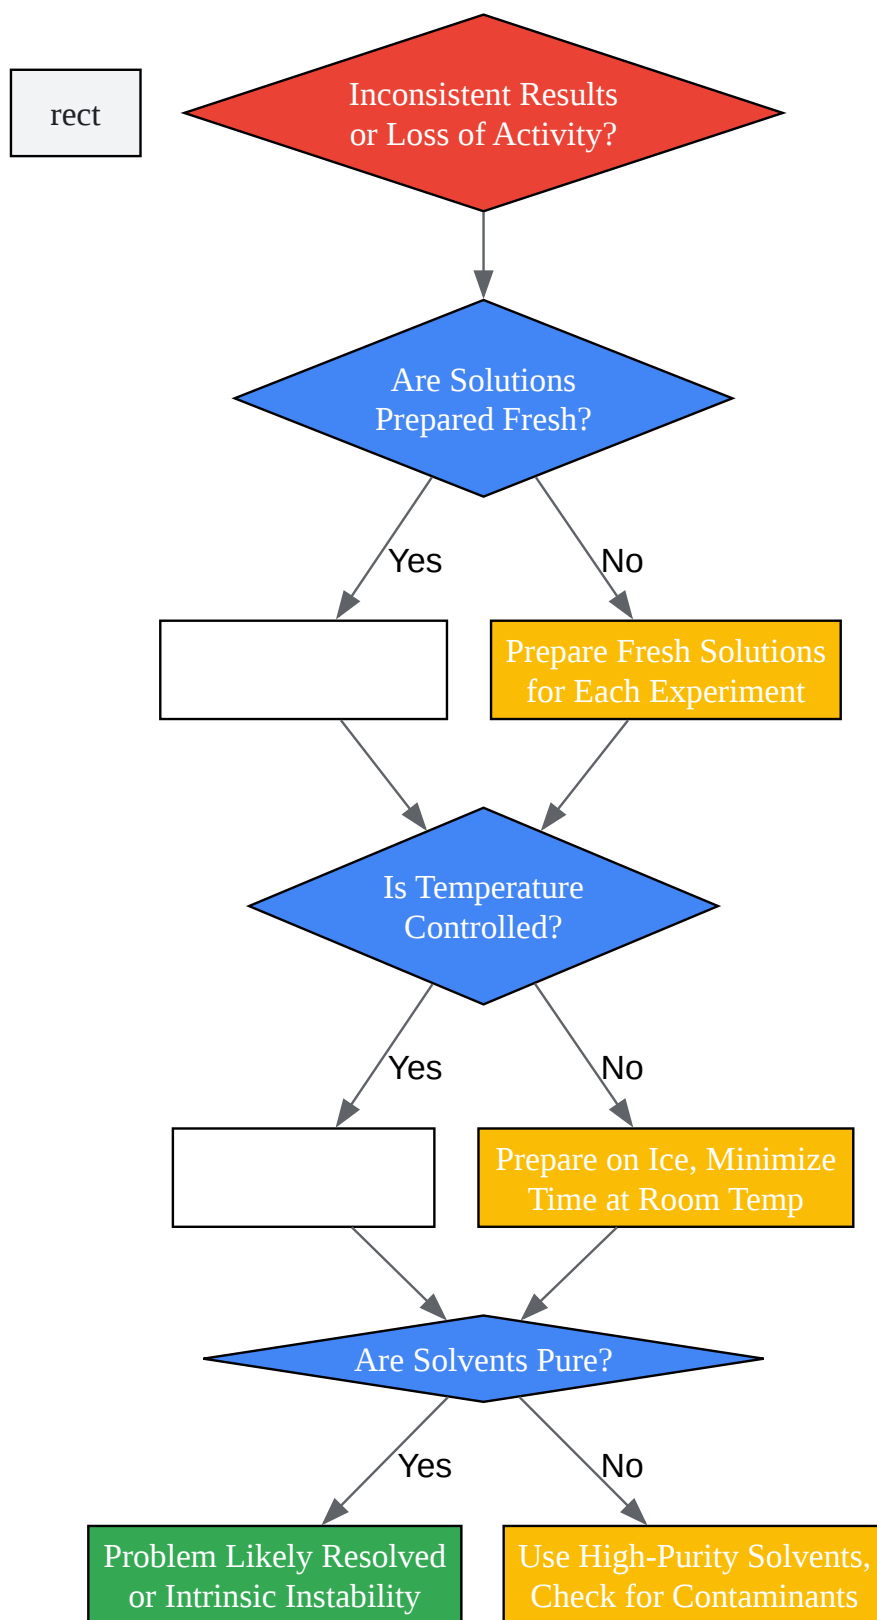 rect
Inconsistent Results
or Loss of Activity?
Are Solutions
Prepared Fresh?
Yes
No
Prepare Fresh Solutions
for Each Experiment
Is Temperature
Controlled?
Yes
No
Prepare on Ice, Minimize
Time at Room Temp
Are Solvents Pure?
Yes
No
Problem Likely Resolved
or Intrinsic Instability
Use High-Purity Solvents,
Check for Contaminants